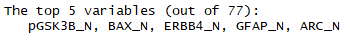 The top 5 variables (out of 77):
pGSK3B_N, BAX_N, ERBB4_N, GFAP_N, ARC_N